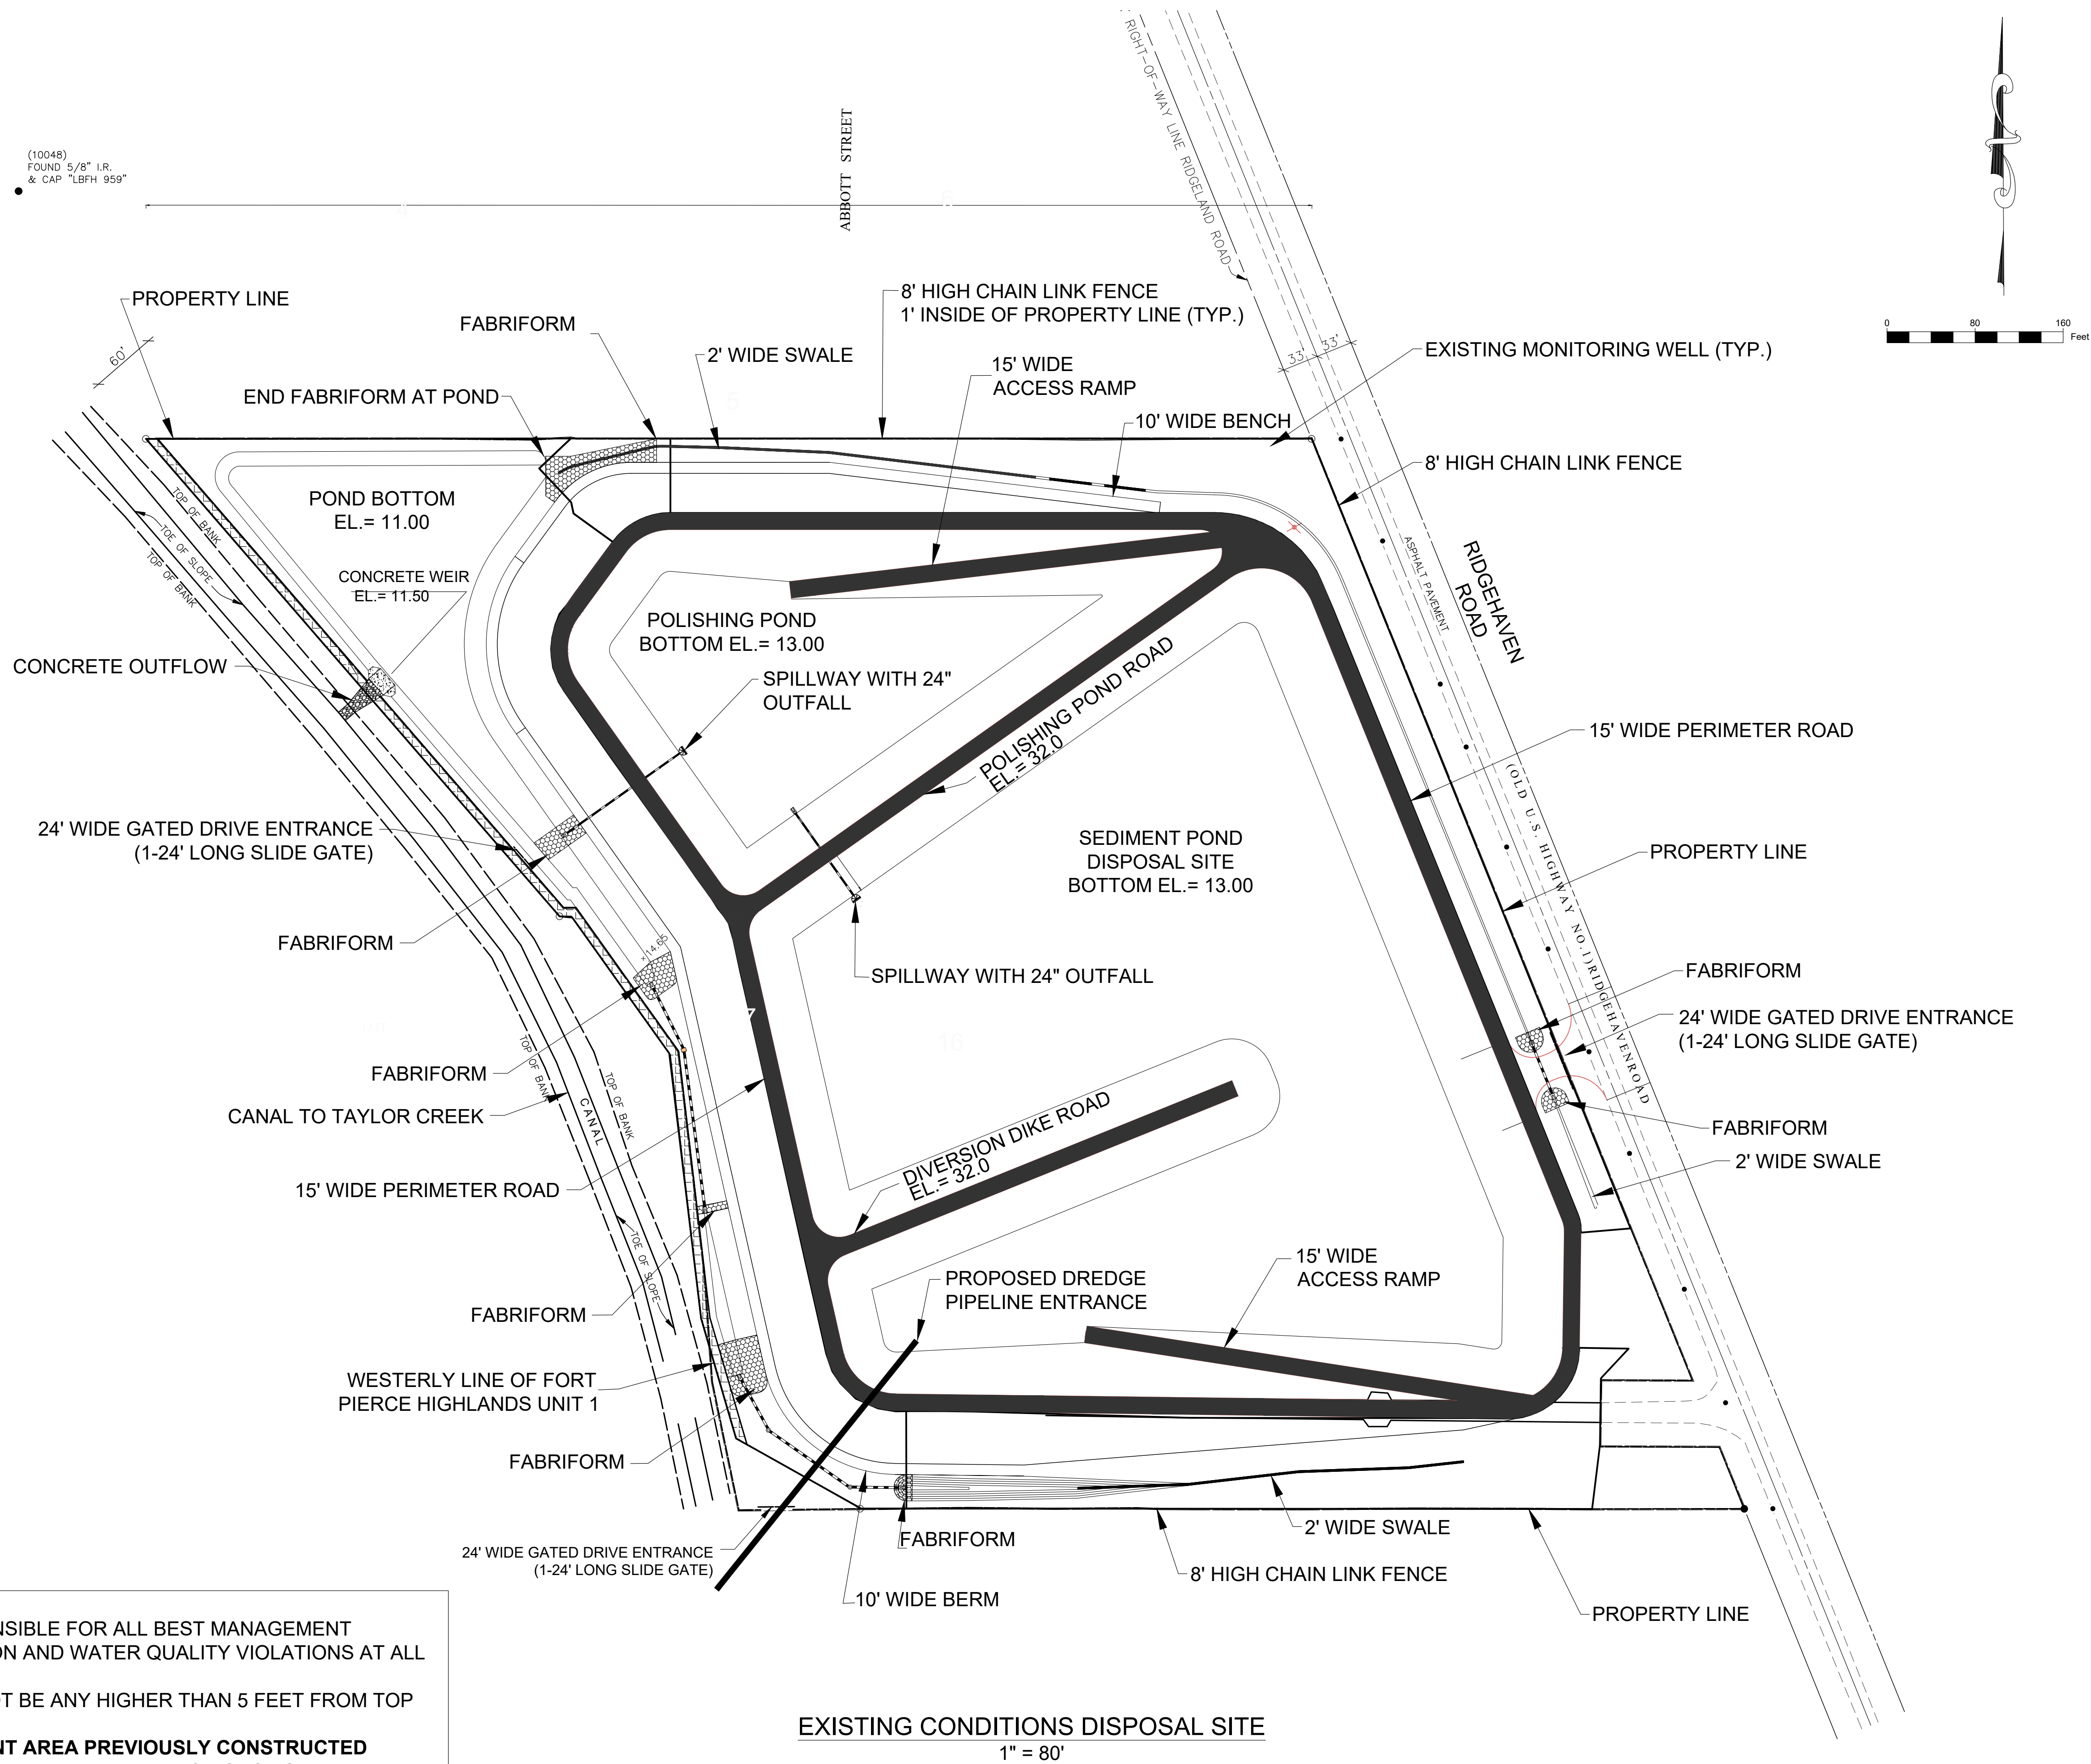 (10048)
FOUND 5/8" I.R.
& CAP "LBFH 959"
ABBOTT STREET
RIGHT-OF-WAY LINE RIDGELAND ROAD
0 80 160
Feet
PROPERTY LINE
60'
FABRIFORM
8' HIGH CHAIN LINK FENCE
1' INSIDE OF PROPERTY LINE (TYP.)
2' WIDE SWALE
15' WIDE
ACCESS RAMP
33' 33'
EXISTING MONITORING WELL (TYP.)
END FABRIFORM AT POND
10' WIDE BENCH
8' HIGH CHAIN LINK FENCE
POND BOTTOM
EL.= 11.00
TOP OF BANK
TOE OF SLOPE
TOP OF BANK
CONCRETE WEIR
EL.= 11.50
ASPHALT PAVEMENT
RIDGEHAVEN
ROAD
POLISHING POND
BOTTOM EL.= 13.00
CONCRETE OUTFLOW
SPILLWAY WITH 24"
OUTFALL
POLISHING POND ROAD
EL.= 32.0
15' WIDE PERIMETER ROAD
24' WIDE GATED DRIVE ENTRANCE
(1-24' LONG SLIDE GATE)
SEDIMENT POND
DISPOSAL SITE
BOTTOM EL.= 13.00
(OLD U.S. HIGHWAY NO.1)RIDGEHAVENROAD
PROPERTY LINE
FABRIFORM
14.65
SPILLWAY WITH 24" OUTFALL
FABRIFORM
7
16
24' WIDE GATED DRIVE ENTRANCE
(1-24' LONG SLIDE GATE)
FABRIFORM
TOP OF BANK
TOP OF BANK
CANAL TO TAYLOR CREEK
CANAL
DIVERSION DIKE ROAD
EL.= 32.0
FABRIFORM
2' WIDE SWALE
15' WIDE PERIMETER ROAD
TOE OF SLOPE
FABRIFORM
PROPOSED DREDGE
PIPELINE ENTRANCE
15' WIDE
ACCESS RAMP
WESTERLY LINE OF FORT
PIERCE HIGHLANDS UNIT 1
FABRIFORM
24' WIDE GATED DRIVE ENTRANCE
(1-24' LONG SLIDE GATE)
FABRIFORM
2' WIDE SWALE
8' HIGH CHAIN LINK FENCE
10' WIDE BERM
PROPERTY LINE
NSIBLE FOR ALL BEST MANAGEMENT
ON AND WATER QUALITY VIOLATIONS AT ALL
OT BE ANY HIGHER THAN 5 FEET FROM TOP
NT AREA PREVIOUSLY CONSTRUCTED
EXISTING CONDITIONS DISPOSAL SITE
1" = 80'